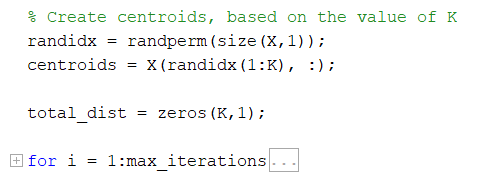 % Create centroids, based on the value of K
randidx = randperm(size(X,1));
centroids = X(randidx(1:K), :);
total_dist = zeros(K,1);
for i = 1:max_iterations...